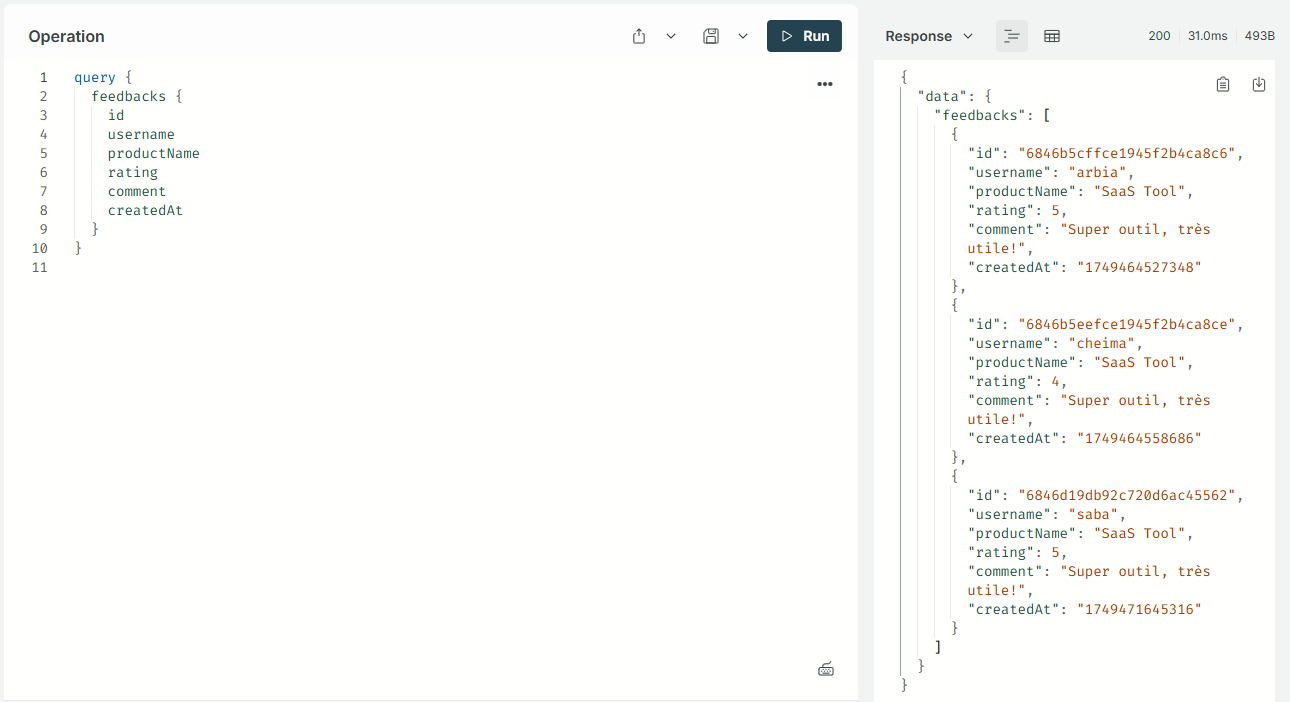 Operation
Run
1 query {
2   feedbacks {
3     id
4     username
5     productName
6     rating
7     comment
8     createdAt
9   }
10 }
11
Response
200 31.0ms 493B
{
  "data": {
    "feedbacks": [
      {
        "id": "6846b5cffce1945f2b4ca8c6",
        "username": "arbia",
        "productName": "SaaS Tool",
        "rating": 5,
        "comment": "Super outil, très
        utile!",
        "createdAt": "1749464527348"
      },
      {
        "id": "6846b5eefce1945f2b4ca8ce",
        "username": "cheima",
        "productName": "SaaS Tool",
        "rating": 4,
        "comment": "Super outil, très
        utile!",
        "createdAt": "1749464558686"
      },
      {
        "id": "6846d19db92c720d6ac45562",
        "username": "saba",
        "productName": "SaaS Tool",
        "rating": 5,
        "comment": "Super outil, très
        utile!",
        "createdAt": "1749471645316"
      }
    ]
  }
}